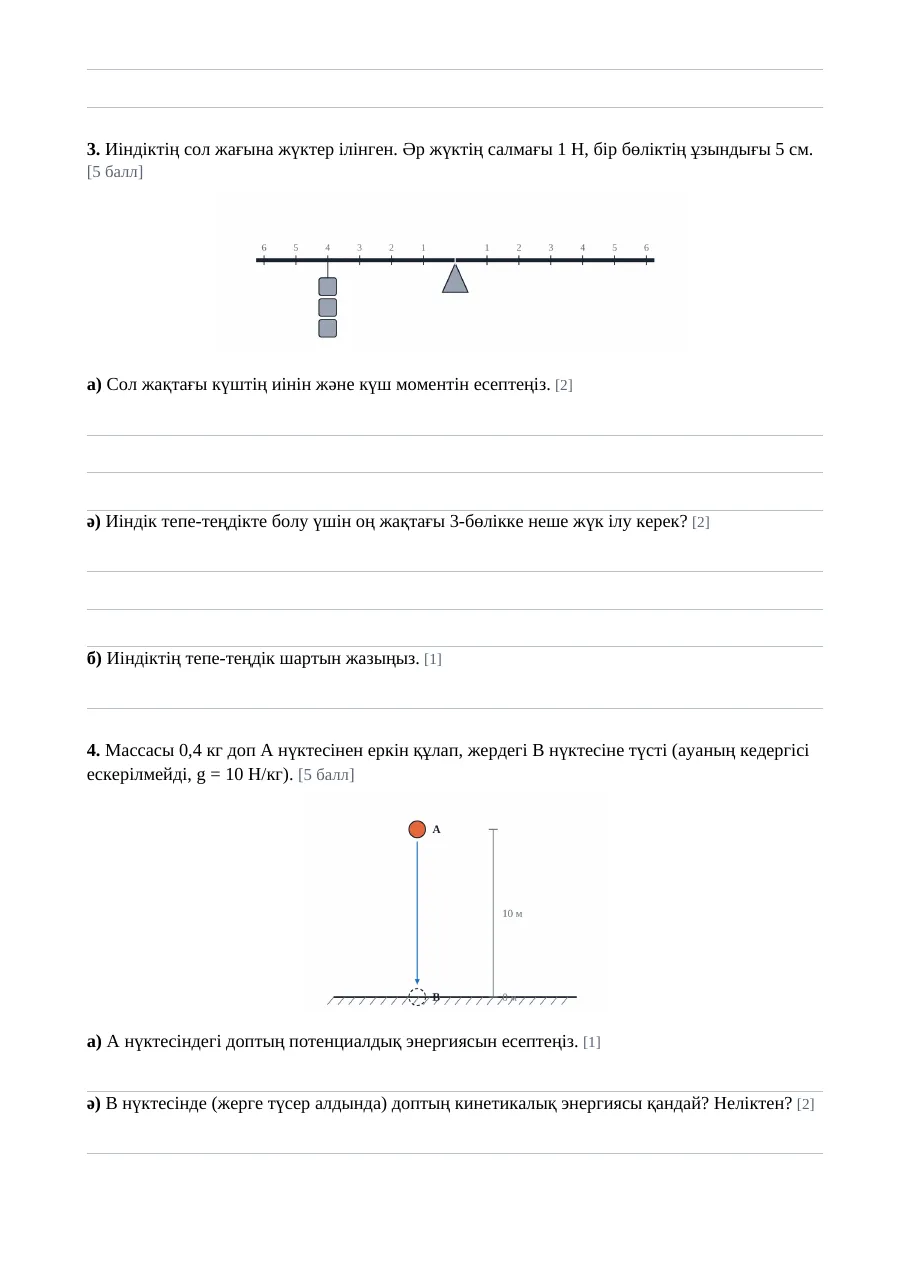 3. Иіндіктің сол жағына жүктер ілінген. Әр жүктің салмағы 1 Н, бір бөліктің ұзындығы 5 см.
[5 балл]
6 5 4 3 2 1 1 2 3 4 5 6
а) Сол жақтағы күштің иінін және күш моментін есептеңіз. [2]
ә) Иіндік тепе-теңдікте болу үшін оң жақтағы 3-бөлікке неше жүк ілу керек? [2]
б) Иіндіктің тепе-теңдік шартын жазыңыз. [1]
4. Массасы 0,4 кг доп А нүктесінен еркін құлап, жердегі В нүктесіне түсті (ауаның кедергісі
ескерілмейді, g = 10 Н/кг). [5 балл]
А
10 м
В 0 м
а) А нүктесіндегі доптың потенциалдық энергиясын есептеңіз. [1]
ә) В нүктесінде (жерге түсер алдында) доптың кинетикалық энергиясы қандай? Неліктен? [2]